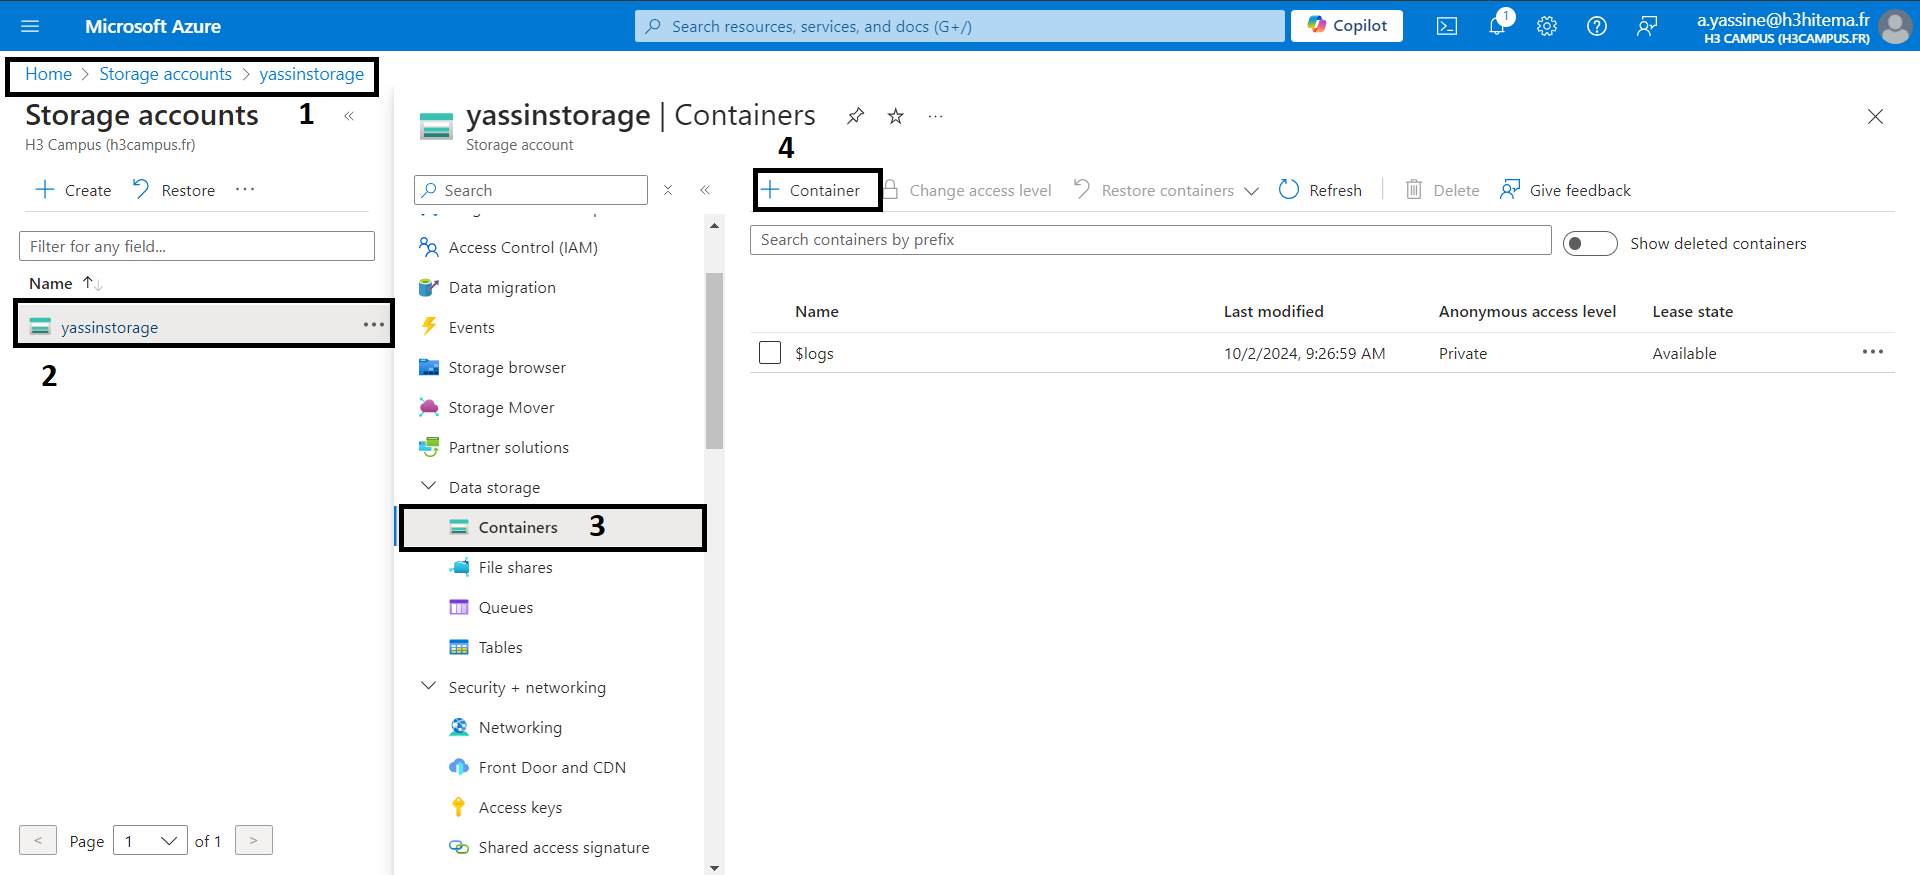 Microsoft Azure
Search resources, services, and docs (G+/)
Copilot
1
a.yassine@h3hitema.fr
H3 CAMPUS (H3CAMPUS.FR)
Home > Storage accounts > yassinstorage
Storage accounts
1
«
H3 Campus (h3campus.fr)
+ Create
Restore
...
Filter for any field...
Name ↑↓
yassinstorage
...
2
< Page 1 of 1 >
yassinstorage | Containers
...
Storage account
Search
«
Access Control (IAM)
Data migration
Events
Storage browser
Storage Mover
Partner solutions
Data storage
Containers
3
File shares
Queues
Tables
Security + networking
Networking
Front Door and CDN
Access keys
Shared access signature
4
+ Container
Change access level
Restore containers
Refresh
Delete
Give feedback
Search containers by prefix
Show deleted containers
Name Last modified Anonymous access level Lease state
$logs 10/2/2024, 9:26:59 AM Private Available ...